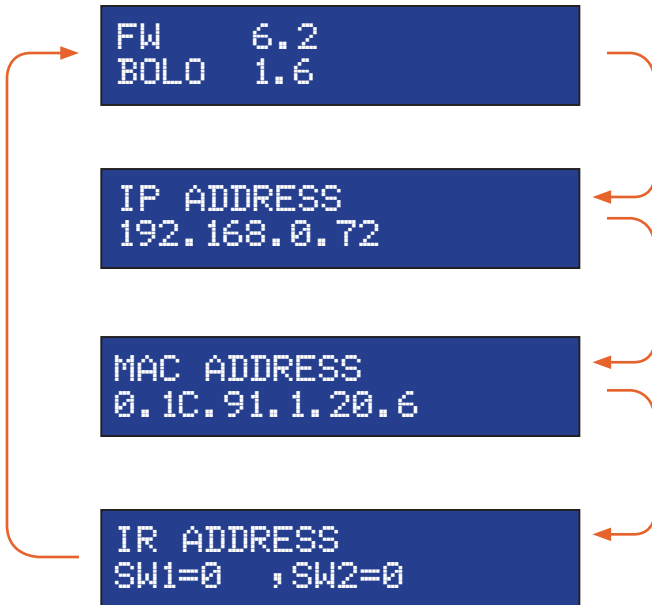 FW 6.2
BOLO 1.6
IP ADDRESS
192.168.0.72
MAC ADDRESS
0.1C.91.1.20.6
IR ADDRESS
SW1=0 ,SW2=0